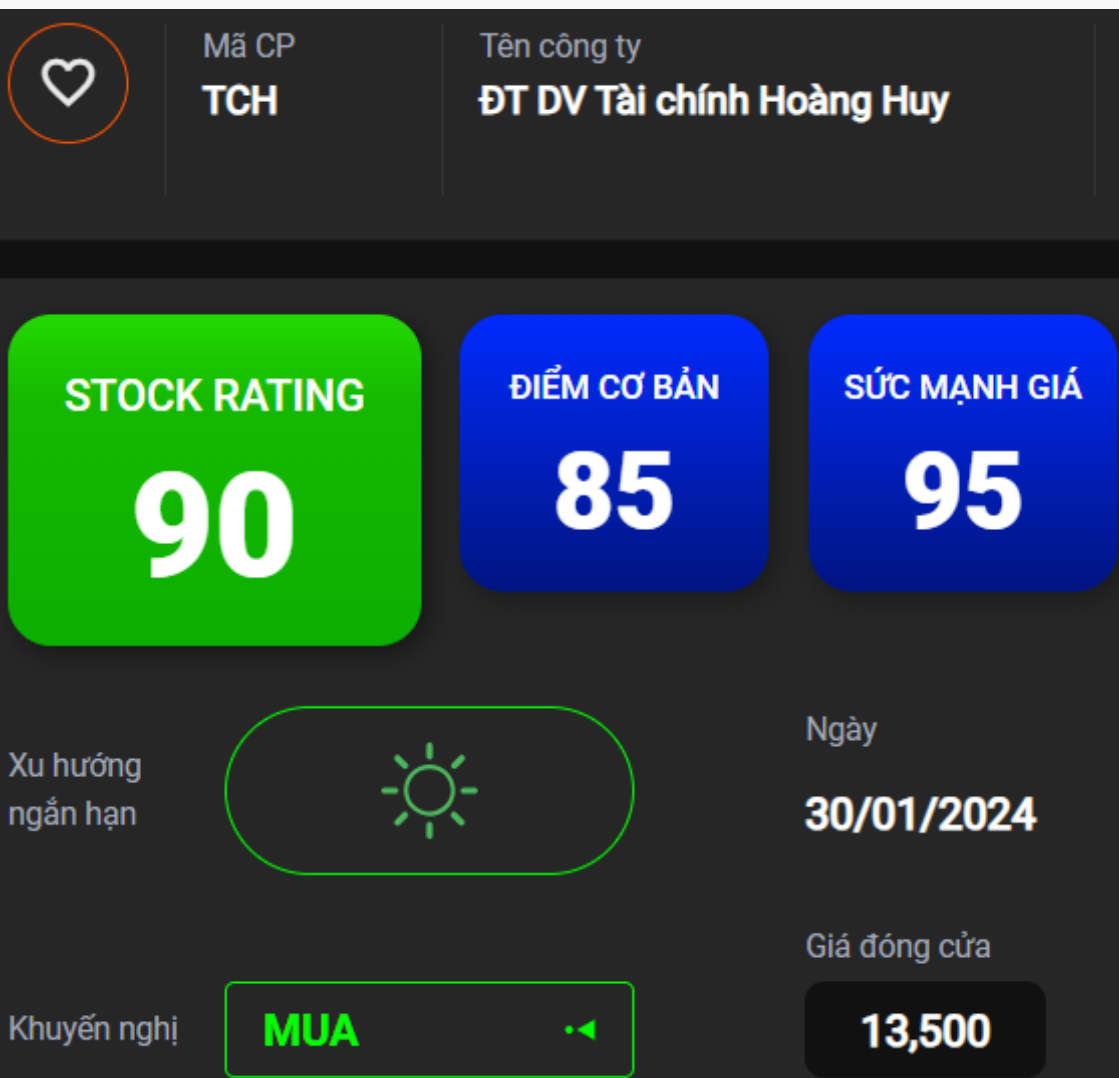 Mã CP
TCH
Tên công ty
ĐT DV Tài chính Hoàng Huy
STOCK RATING
90
ĐIỂM CƠ BẢN
85
SỨC MẠNH GIÁ
95
Xu hướng
ngắn hạn
Ngày
30/01/2024
Khuyến nghị
MUA
Giá đóng cửa
13,500